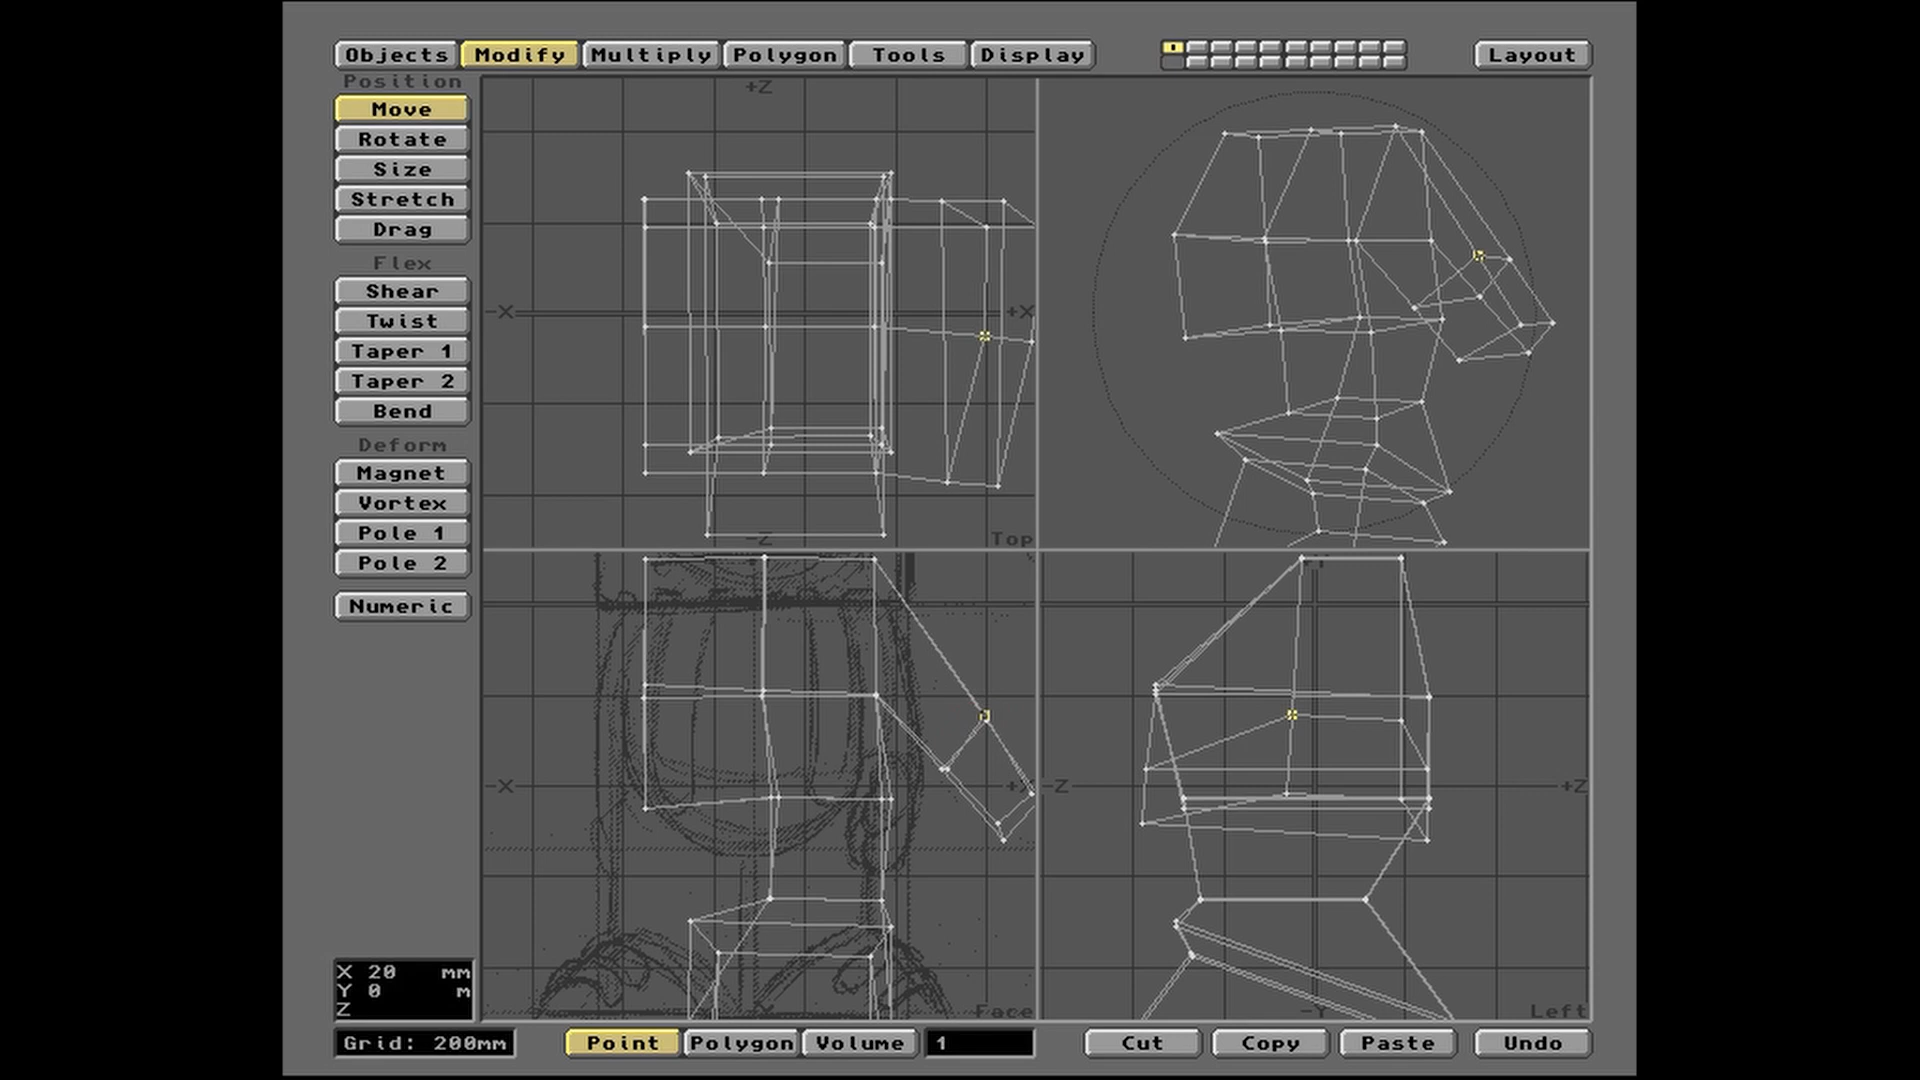 Objects Modify Multiply Polygon Tools Display Layout
Position
Move
Rotate
Size
Stretch
Drag
Flex
Shear
Twist
Taper 1
Taper 2
Bend
Deform
Magnet
Vortex
Pole 1
Pole 2
Numeric
+Z
-X +X
-Z Top
-X +X -Z +Z
Face -Y Left
X 20 mm
Y 0 m
Z
Grid: 200mm Point Polygon Volume 1 Cut Copy Paste Undo